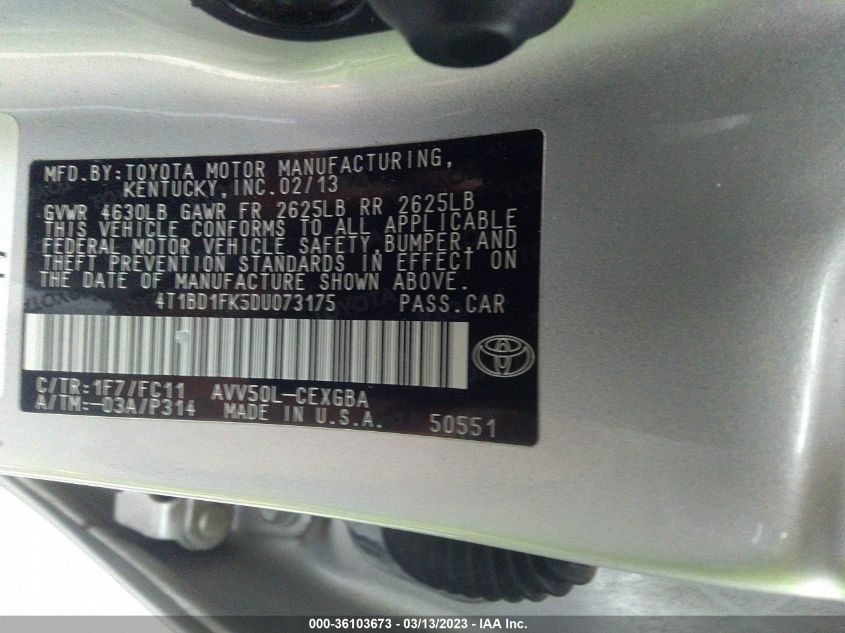 MFD.BY:TOYOTA MOTOR MANUFACTURING,
KENTUCKY,INC.02/13
GVWR 4630LB GAWR FR 2625LB RR 2625LB
THIS VEHICLE CONFORMS TO ALL APPLICABLE
FEDERAL MOTOR VEHICLE SAFETY,BUMPER,AND
THEFT PREVENTION STANDARDS IN EFFECT ON
THE DATE OF MANUFACTURE SHOWN ABOVE.
4T1BD1FK5DU073175 PASS.CAR
C/TR:1F7/FC11 AVV50L-CEXGBA
A/TM:-03A/P314 MADE IN U.S.A. 50551
000-36103673 - 03/13/2023 - IAA Inc.